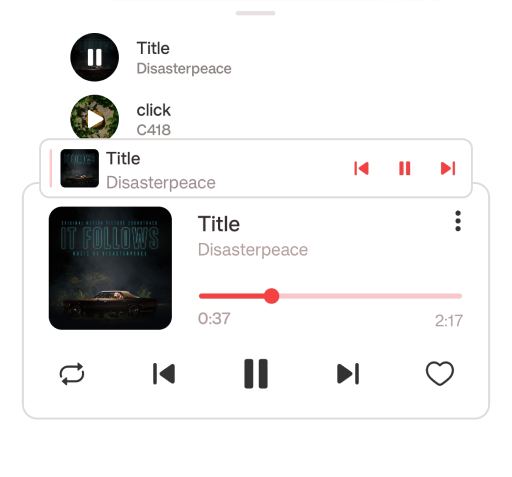 Title
Disasterpeace
click
C418
Title
Disasterpeace
ORIGINAL MOTION PICTURE SOUNDTRACK
IT FOLLOWS
MUSIC BY DISASTERPEACE
Title
Disasterpeace
0:37
2:17